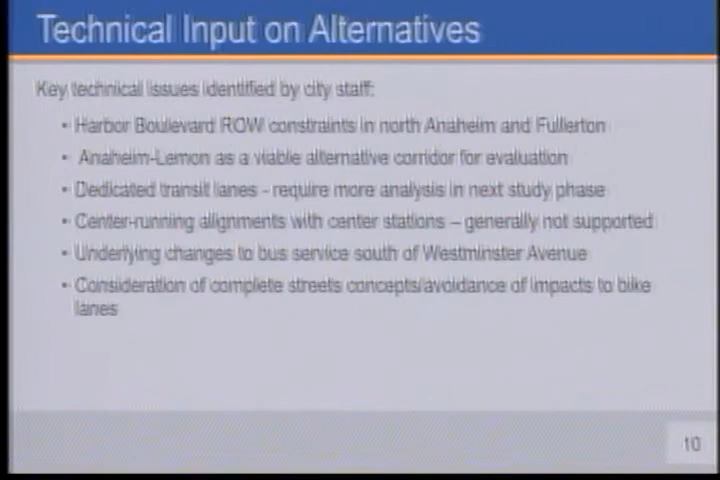 Technical Input on Alternatives
Key technical issues identified by city staff:
• Harbor Boulevard ROW constraints in north Anaheim and Fullerton
• Anaheim-Lemon as a viable alternative corridor for evaluation
• Dedicated transit lanes - require more analysis in next study phase
• Center-running alignments with center stations – generally not supported
• Underlying changes to bus service south of Westminster Avenue
• Consideration of complete streets concepts/avoidance of impacts to bike
lanes
10